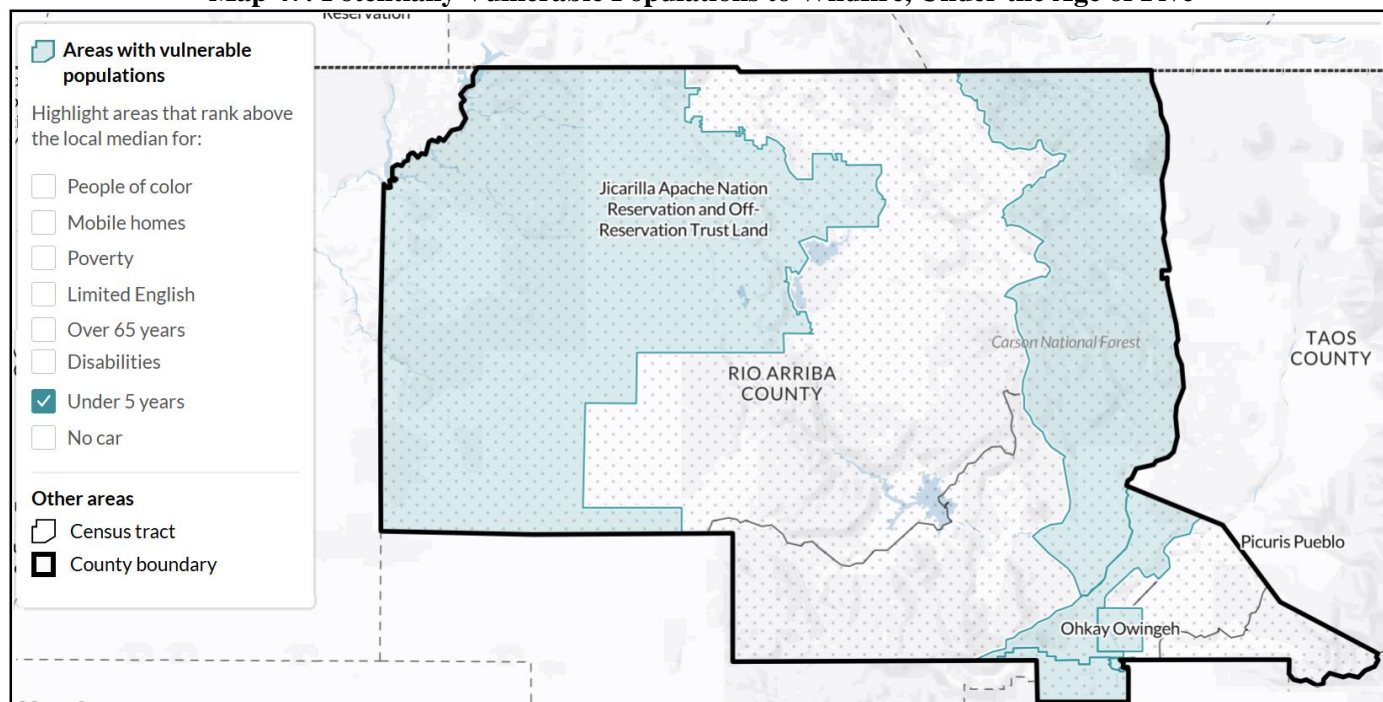 Reservation
Areas with vulnerable
populations
Highlight areas that rank above
the local median for:
People of color
Mobile homes
Poverty
Limited English
Over 65 years
Disabilities
Under 5 years
No car
Other areas
Census tract
County boundary
Jicarilla Apache Nation
Reservation and Off-
Reservation Trust Land
Carson National Forest
RIO ARRIBA
COUNTY
TAOS
COUNTY
Picuris Pueblo
Ohkay Owingeh